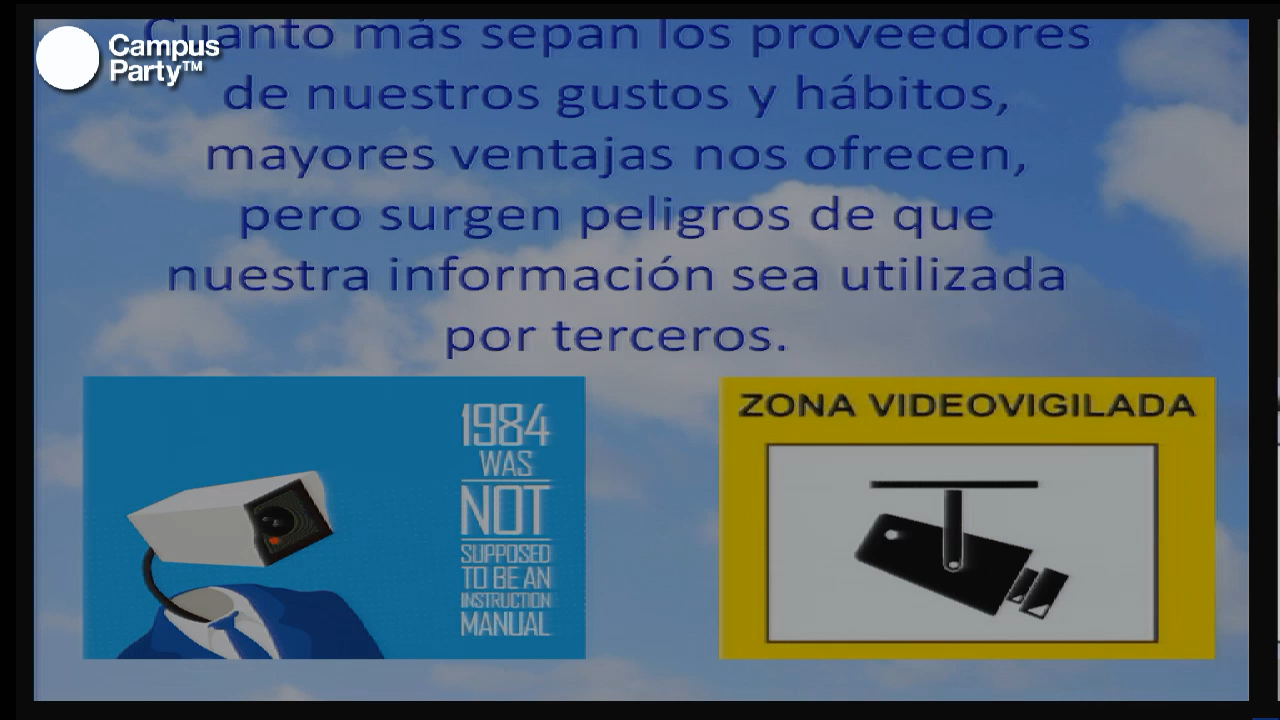 Campus
Party™
Cuanto más sepan los proveedores
de nuestros gustos y hábitos,
mayores ventajas nos ofrecen,
pero surgen peligros de que
nuestra información sea utilizada
por terceros.
1984
WAS
NOT
SUPPOSED
TO BE AN
INSTRUCTION
MANUAL
ZONA VIDEOVIGILADA